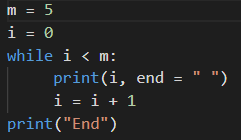 m = 5
i = 0
while i < m:
    print(i, end = " ")
    i = i + 1
print("End")